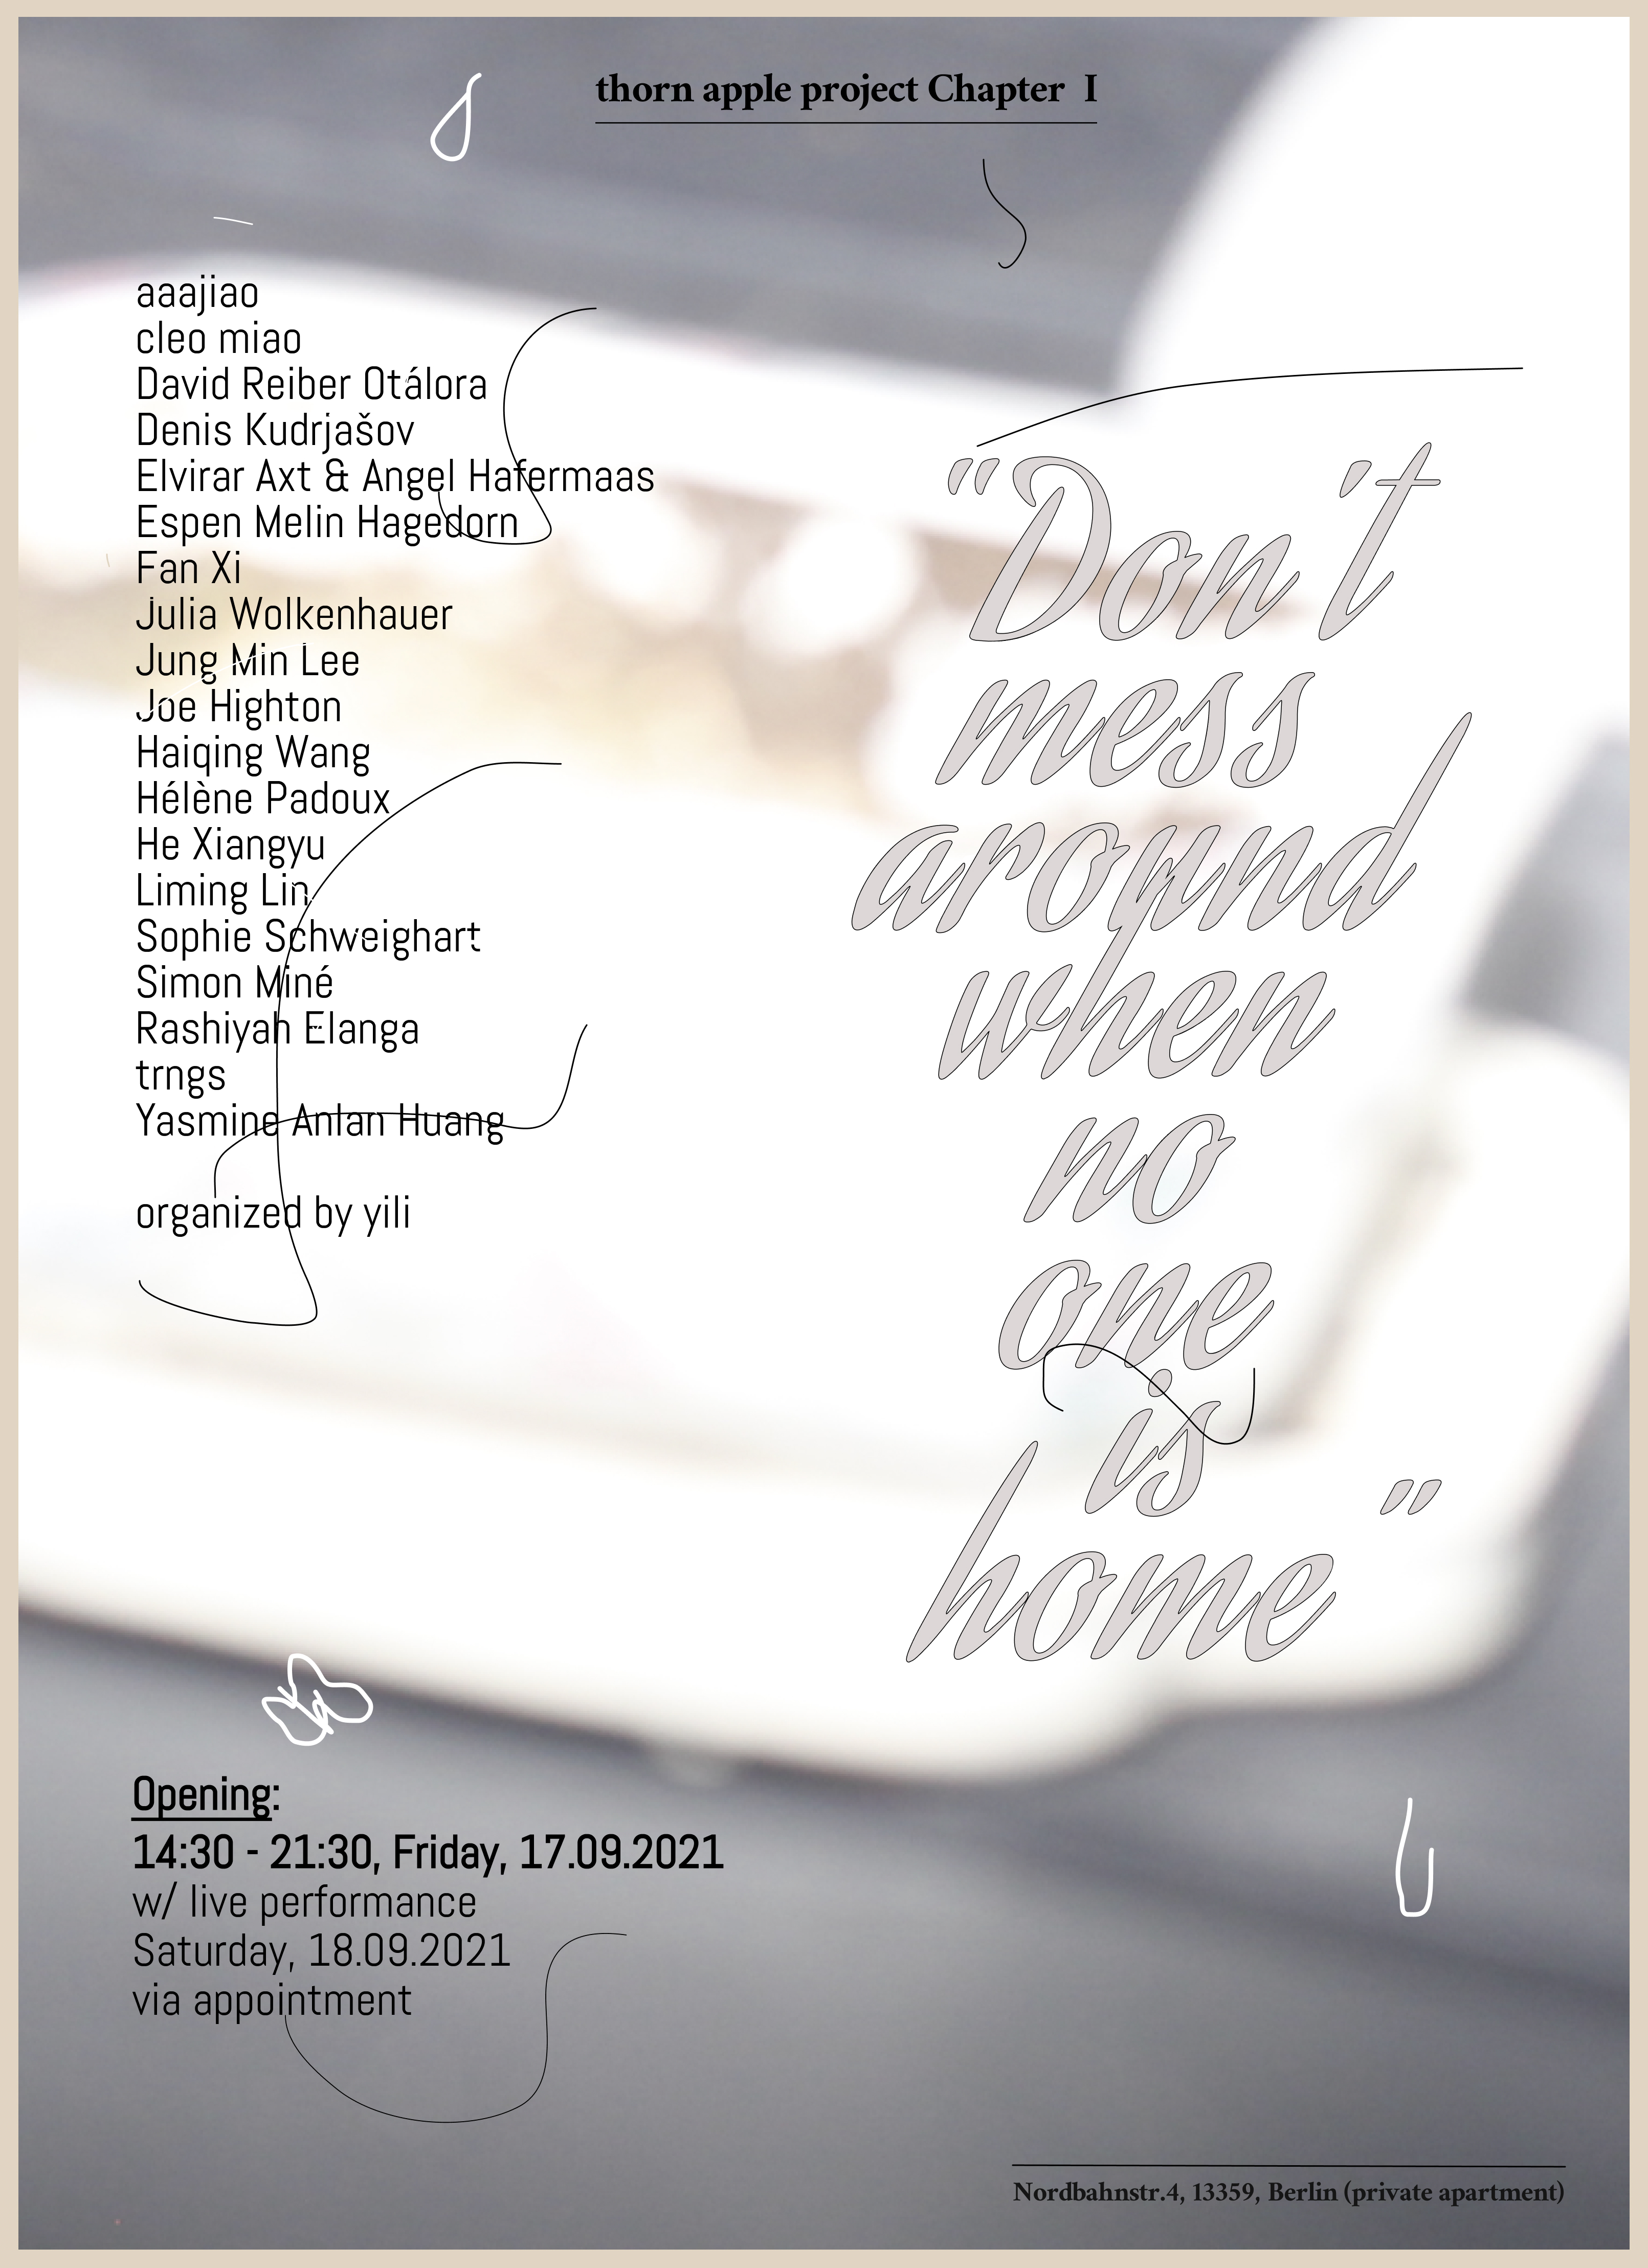 thorn apple project Chapter I
aaajiao
cleo miao
David Reiber Otálora
Denis Kudrjašov
Elvirar Axt & Angel Hafermaas
Espen Melin Hagedorn
Fan Xi
Julia Wolkenhauer
Jung Min Lee
Joe Highton
Haiqing Wang
Hélène Padoux
He Xiangyu
Liming Lin
Sophie Schweighart
Simon Miné
Rashiyah Elanga
trngs
Yasmine Anlan Huang
organized by yili
“Don't
mess
around
when
no
one
is
home”
Opening:
14:30 - 21:30, Friday, 17.09.2021
w/ live performance
Saturday, 18.09.2021
via appointment
Nordbahnstr.4, 13359, Berlin (private apartment)